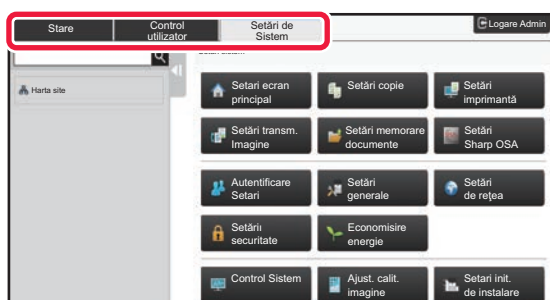 Stare
Control
utilizator
Setări de
Sistem
Logare Admin
Harta site
Setari ecran
principal
Setări copie
Setări
imprimantă
Setări transm.
Imagine
Setări memorare
documente
Setări
Sharp OSA
Autentificare
Setari
Setări
generale
Setări
de rețea
Setării
securitate
Economisire
energie
Control Sistem
Ajust. calit.
imagine
Setari init.
de instalare